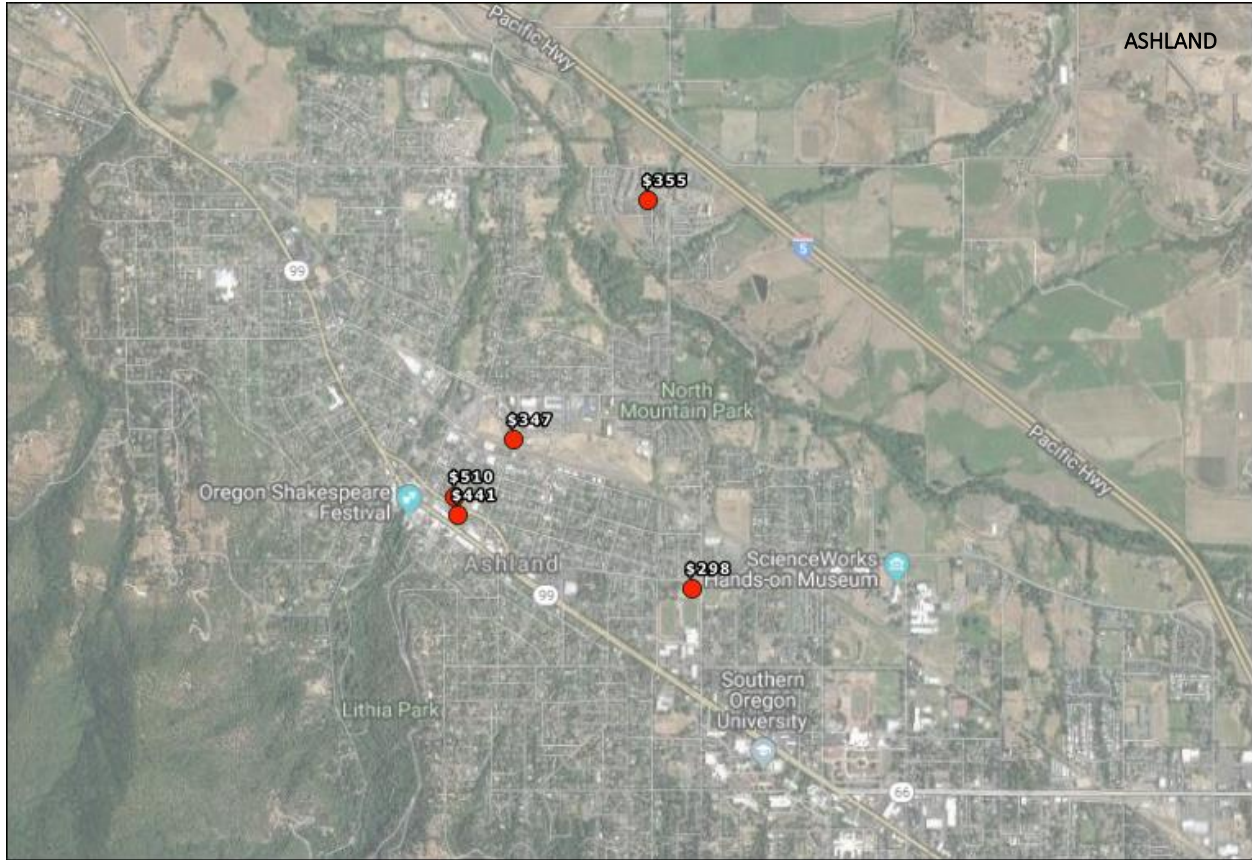 Pacific Hwy
ASHLAND
$355
5
99
North
Mountain Park
$347
Pacific Hwy
$510
$441
Oregon Shakespeare
Festival
Ashland
ScienceWorks
Hands-on Museum
$298
99
Southern
Oregon
University
Lithia Park
66